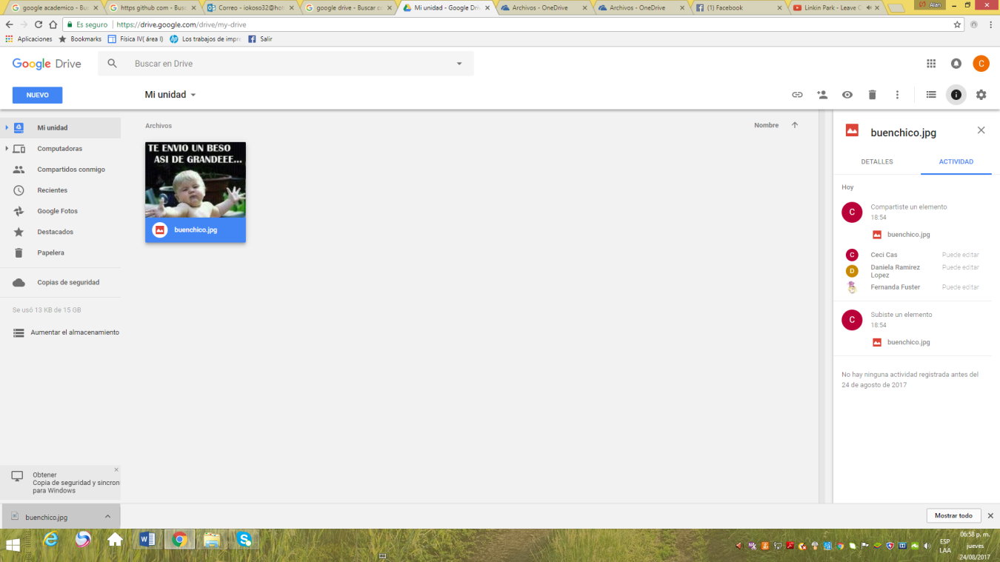 google academico - Bus
https github com - Busc
Correo - iokoso32@hot
google drive - Buscar co
Mi unidad - Google Driv
Archivos - OneDrive
Archivos - OneDrive
(1) Facebook
Linkin Park - Leave O
Alan
Es seguro | https://drive.google.com/drive/my-drive
Aplicaciones Bookmarks Física IV( área I) Los trabajos de impre Salir
Google Drive
Buscar en Drive
C
NUEVO
Mi unidad
Mi unidad
Computadoras
Compartidos conmigo
Recientes
Google Fotos
Destacados
Papelera
Copias de seguridad
Se usó 13 KB de 15 GB
Aumentar el almacenamiento
Archivos
Nombre
TE ENVIO UN BESO
ASI DE GRANDEEE...
buenchico.jpg
buenchico.jpg
DETALLES
ACTIVIDAD
Hoy
C
Compartiste un elemento
18:54
buenchico.jpg
C Ceci Cas Puede editar
D Daniela Ramirez Puede editar
Lopez
Fernanda Fuster Puede editar
C
Subiste un elemento
18:54
buenchico.jpg
No hay ninguna actividad registrada antes del
24 de agosto de 2017
Obtener
Copia de seguridad y sincron
para Windows
buenchico.jpg
Mostrar todo
ESP
LAA
06:58 p. m.
jueves
24/08/2017